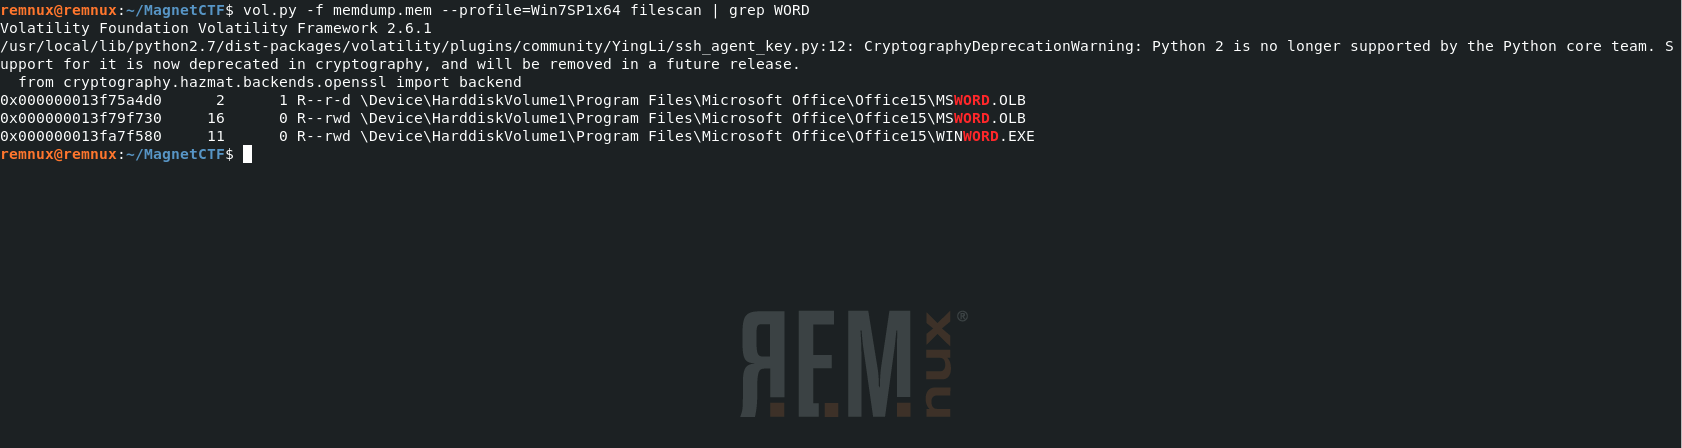 remnux@remnux:~/MagnetCTF$ vol.py -f memdump.mem --profile=Win7SP1x64 filescan | grep WORD
Volatility Foundation Volatility Framework 2.6.1
/usr/local/lib/python2.7/dist-packages/volatility/plugins/community/YingLi/ssh_agent_key.py:12: CryptographyDeprecationWarning: Python 2 is no longer supported by the Python core team. S
upport for it is now deprecated in cryptography, and will be removed in a future release.
  from cryptography.hazmat.backends.openssl import backend
0x000000013f75a4d0      2      1 R--r-d \Device\HarddiskVolume1\Program Files\Microsoft Office\Office15\MSWORD.OLB
0x000000013f79f730     16      0 R--rwd \Device\HarddiskVolume1\Program Files\Microsoft Office\Office15\MSWORD.OLB
0x000000013fa7f580     11      0 R--rwd \Device\HarddiskVolume1\Program Files\Microsoft Office\Office15\WINWORD.EXE
remnux@remnux:~/MagnetCTF$
REM nux ®